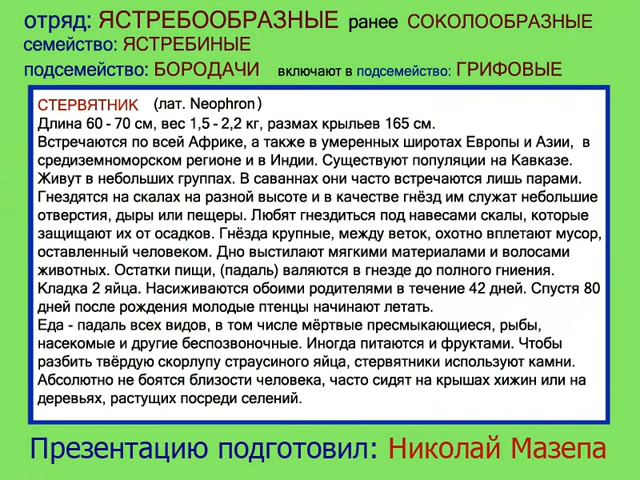 отряд: ЯСТРЕБООБРАЗНЫЕ ранее СОКОЛООБРАЗНЫЕ
семейство: ЯСТРЕБИНЫЕ
подсемейство: БОРОДАЧИ включают в подсемейство: ГРИФОВЫЕ
СТЕРВЯТНИК (лат. Neophron)
Длина 60 - 70 см, вес 1,5 - 2,2 кг, размах крыльев 165 см.
Встречаются по всей Африке, а также в умеренных широтах Европы и Азии, в
средиземноморском регионе и в Индии. Существуют популяции на Кавказе.
Живут в небольших группах. В саваннах они часто встречаются лишь парами.
Гнездятся на скалах на разной высоте и в качестве гнёзд им служат небольшие
отверстия, дыры или пещеры. Любят гнездиться под навесами скалы, которые
защищают их от осадков. Гнёзда крупные, между веток, охотно вплетают мусор,
оставленный человеком. Дно выстилают мягкими материалами и волосами
животных. Остатки пищи, (падаль) валяются в гнезде до полного гниения.
Кладка 2 яйца. Насиживаются обоими родителями в течение 42 дней. Спустя 80
дней после рождения молодые птенцы начинают летать.
Еда - падаль всех видов, в том числе мёртвые пресмыкающиеся, рыбы,
насекомые и другие беспозвоночные. Иногда питаются и фруктами. Чтобы
разбить твёрдую скорлупу страусиного яйца, стервятники используют камни.
Абсолютно не боятся близости человека, часто сидят на крышах хижин или на
деревьях, растущих посреди селений.
Презентацию подготовил: Николай Мазепа